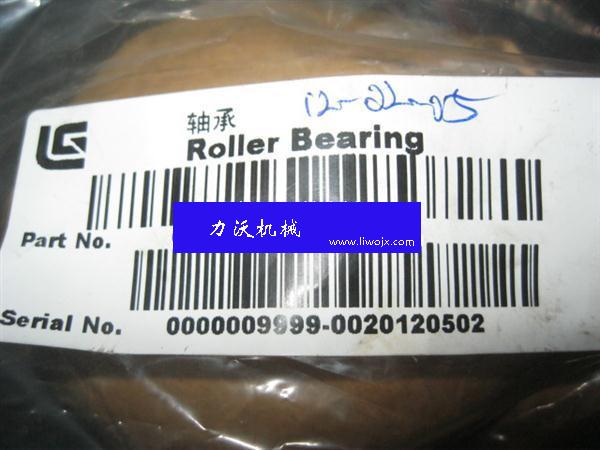 轴承
Roller Bearing
Part No.
力沃机械
www.liwojx.com
Serial No. 0000009999-0020120502